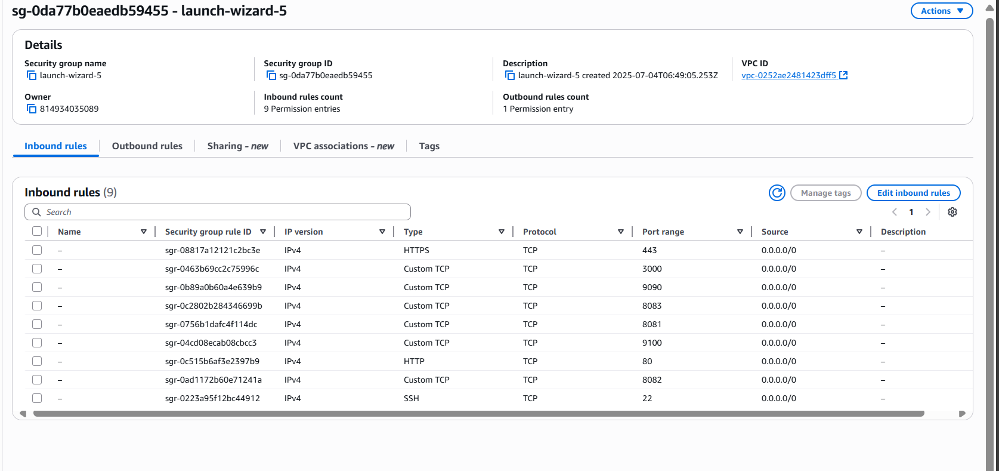 sg-0da77b0eaedb59455 - launch-wizard-5
Actions
Details
Security group name
launch-wizard-5
Security group ID
sg-0da77b0eaedb59455
Description
launch-wizard-5 created 2025-07-04T06:49:05.253Z
VPC ID
vpc-0252ae2481423dff5
Owner
814934035089
Inbound rules count
9 Permission entries
Outbound rules count
1 Permission entry
Inbound rules Outbound rules Sharing - new VPC associations - new Tags
Inbound rules (9)
Manage tags
Edit inbound rules
Search
1
Name Security group rule ID IP version Type Protocol Port range Source Description
– sgr-08817a12121c2bc3e IPv4 HTTPS TCP 443 0.0.0.0/0 –
– sgr-0463b69cc2c75996c IPv4 Custom TCP TCP 3000 0.0.0.0/0 –
– sgr-0b89a0b60a4e639b9 IPv4 Custom TCP TCP 9090 0.0.0.0/0 –
– sgr-0c2802b284346699b IPv4 Custom TCP TCP 8083 0.0.0.0/0 –
– sgr-0756b1dafc4f114dc IPv4 Custom TCP TCP 8081 0.0.0.0/0 –
– sgr-04cd08ecab08cbcc3 IPv4 Custom TCP TCP 9100 0.0.0.0/0 –
– sgr-0c515b6af3e2397b9 IPv4 HTTP TCP 80 0.0.0.0/0 –
– sgr-0ad1172b60e71241a IPv4 Custom TCP TCP 8082 0.0.0.0/0 –
– sgr-0223a95f12bc44912 IPv4 SSH TCP 22 0.0.0.0/0 –